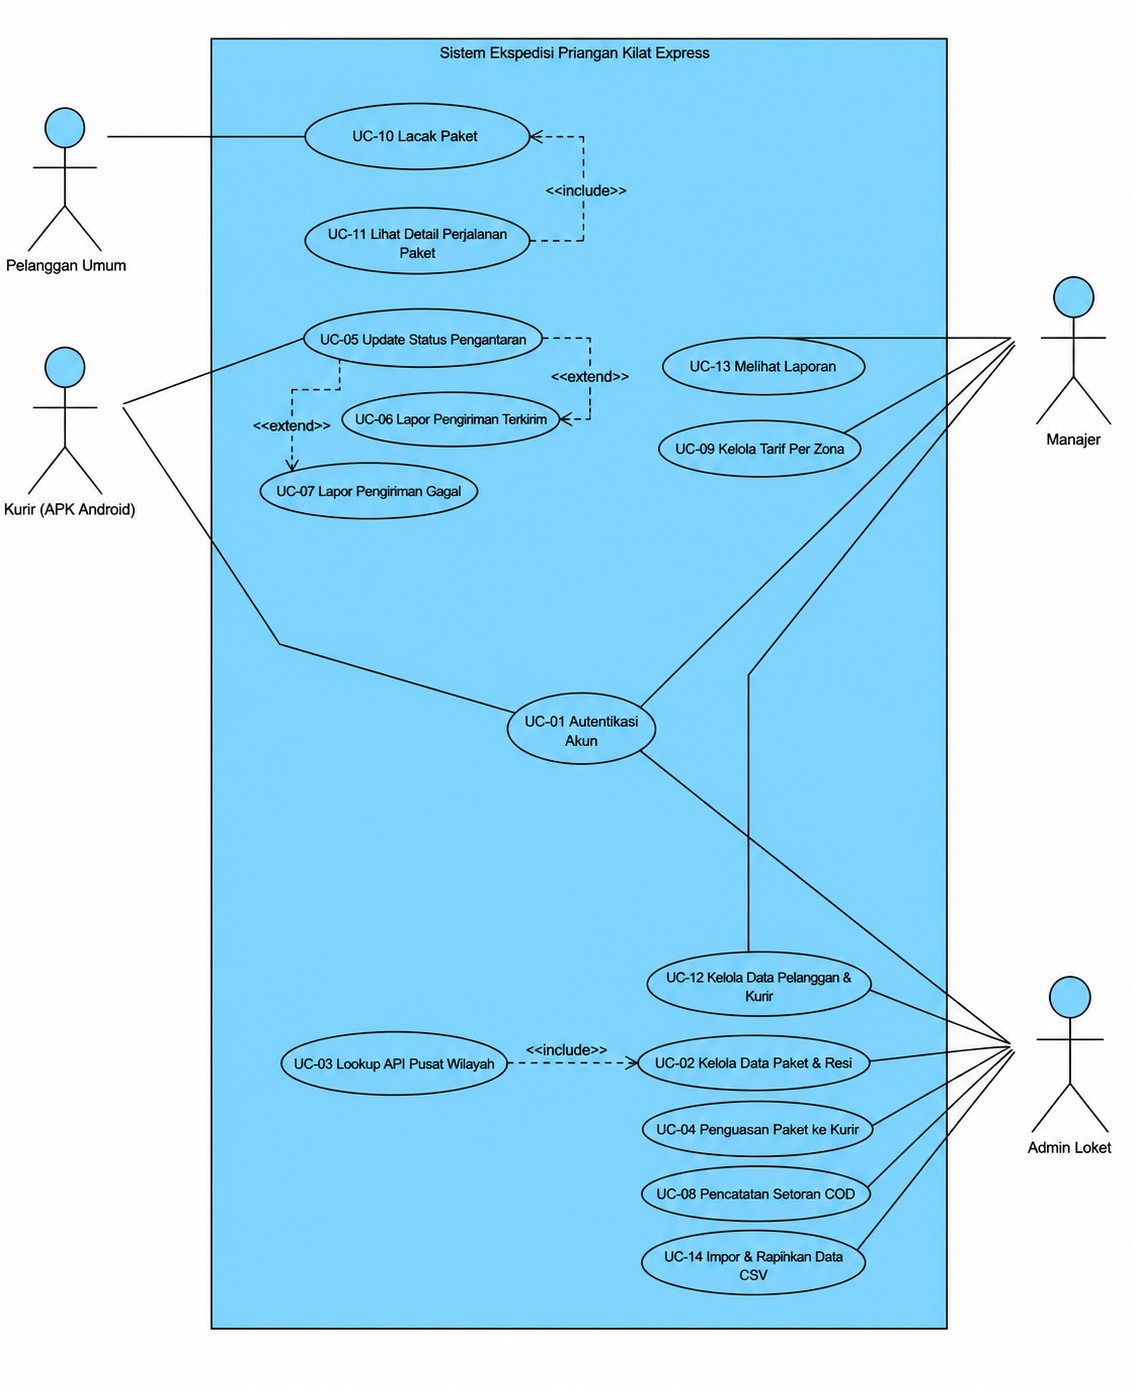 Sistem Ekspedisi Priangan Kilat Express
UC-10 Lacak Paket
<<include>>
UC-11 Lihat Detail Perjalanan
Paket
Pelanggan Umum
UC-05 Update Status Pengantaran
<<extend>>
UC-06 Lapor Pengiriman Terkirim
<<extend>>
UC-07 Lapor Pengiriman Gagal
Kurir (APK Android)
UC-13 Melihat Laporan
UC-09 Kelola Tarif Per Zona
Manajer
UC-01 Autentikasi
Akun
UC-12 Kelola Data Pelanggan &
Kurir
UC-03 Lookup API Pusat Wilayah
<<include>>
UC-02 Kelola Data Paket & Resi
UC-04 Penguasan Paket ke Kurir
UC-08 Pencatatan Setoran COD
UC-14 Impor & Rapihkan Data
CSV
Admin Loket